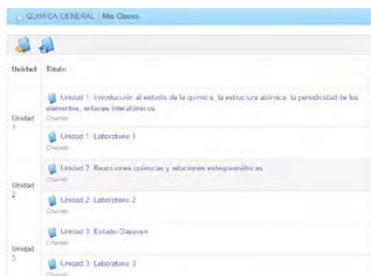 QUIMICA GENERAL | Mis Clases
Unidad Titulo
Unidad 1: Introducción al estudio de la química, la estructura atómica, la periodicidad de los
elementos, enlaces interatómicos
Unidad
1
Unidad 1: Laboratorio 1
Unidad 2: Reacciones químicas y relaciones estequiométricas
Unidad
2
Unidad 2: Laboratorio 2
Unidad 3: Estado Gaseoso
Unidad
3
Unidad 3: Laboratorio 3